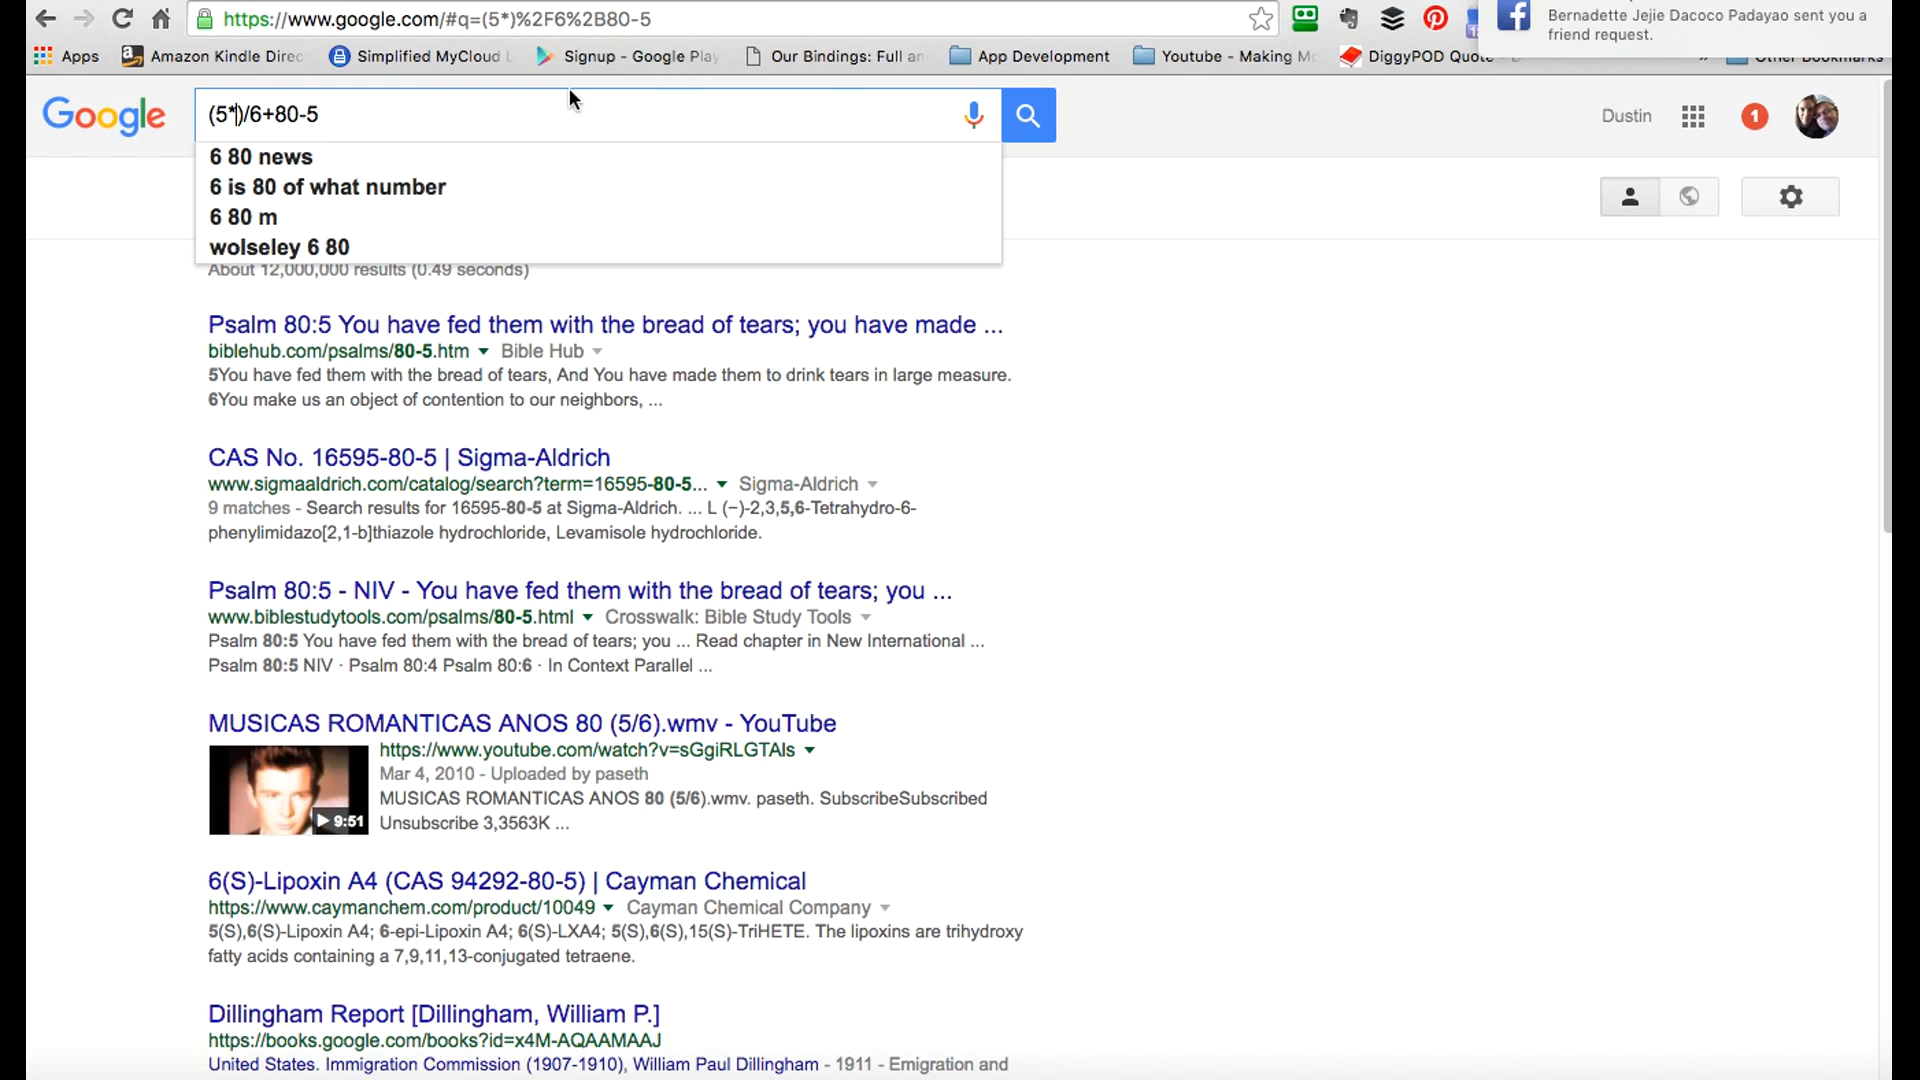 https://www.google.com/#q=(5*)%2F6%2B80-5
Bernadette Jejie Dacoco Padayao sent you a
friend request.
Apps
Amazon Kindle Direc
Simplified MyCloud
Signup - Google Play
Our Bindings: Full an
App Development
Youtube - Making Mo
DiggyPOD Quote
Other Bookmarks
Google
(5*)/6+80-5
Dustin
1
6 80 news
6 is 80 of what number
6 80 m
wolseley 6 80
About 12,000,000 results (0.49 seconds)
Psalm 80:5 You have fed them with the bread of tears; you have made ...
biblehub.com/psalms/80-5.htm ▼ Bible Hub ▼
5You have fed them with the bread of tears, And You have made them to drink tears in large measure.
6You make us an object of contention to our neighbors, ...
CAS No. 16595-80-5 | Sigma-Aldrich
www.sigmaaldrich.com/catalog/search?term=16595-80-5... ▼ Sigma-Aldrich ▼
9 matches - Search results for 16595-80-5 at Sigma-Aldrich. ... L (−)-2,3,5,6-Tetrahydro-6-
phenylimidazo[2,1-b]thiazole hydrochloride, Levamisole hydrochloride.
Psalm 80:5 - NIV - You have fed them with the bread of tears; you ...
www.biblestudytools.com/psalms/80-5.html ▼ Crosswalk: Bible Study Tools ▼
Psalm 80:5 You have fed them with the bread of tears; you ... Read chapter in New International ...
Psalm 80:5 NIV · Psalm 80:4 Psalm 80:6 · In Context Parallel ...
MUSICAS ROMANTICAS ANOS 80 (5/6).wmv - YouTube
https://www.youtube.com/watch?v=sGgiRLGTAls ▼
Mar 4, 2010 - Uploaded by paseth
MUSICAS ROMANTICAS ANOS 80 (5/6).wmv. paseth. SubscribeSubscribed
Unsubscribe 3,3563K ...
9:51
6(S)-Lipoxin A4 (CAS 94292-80-5) | Cayman Chemical
https://www.caymanchem.com/product/10049 ▼ Cayman Chemical Company ▼
5(S),6(S)-Lipoxin A4; 6-epi-Lipoxin A4; 6(S)-LXA4; 5(S),6(S),15(S)-TriHETE. The lipoxins are trihydroxy
fatty acids containing a 7,9,11,13-conjugated tetraene.
Dillingham Report [Dillingham, William P.]
https://books.google.com/books?id=x4M-AQAAMAAJ
United States. Immigration Commission (1907-1910), William Paul Dillingham - 1911 - Emigration and